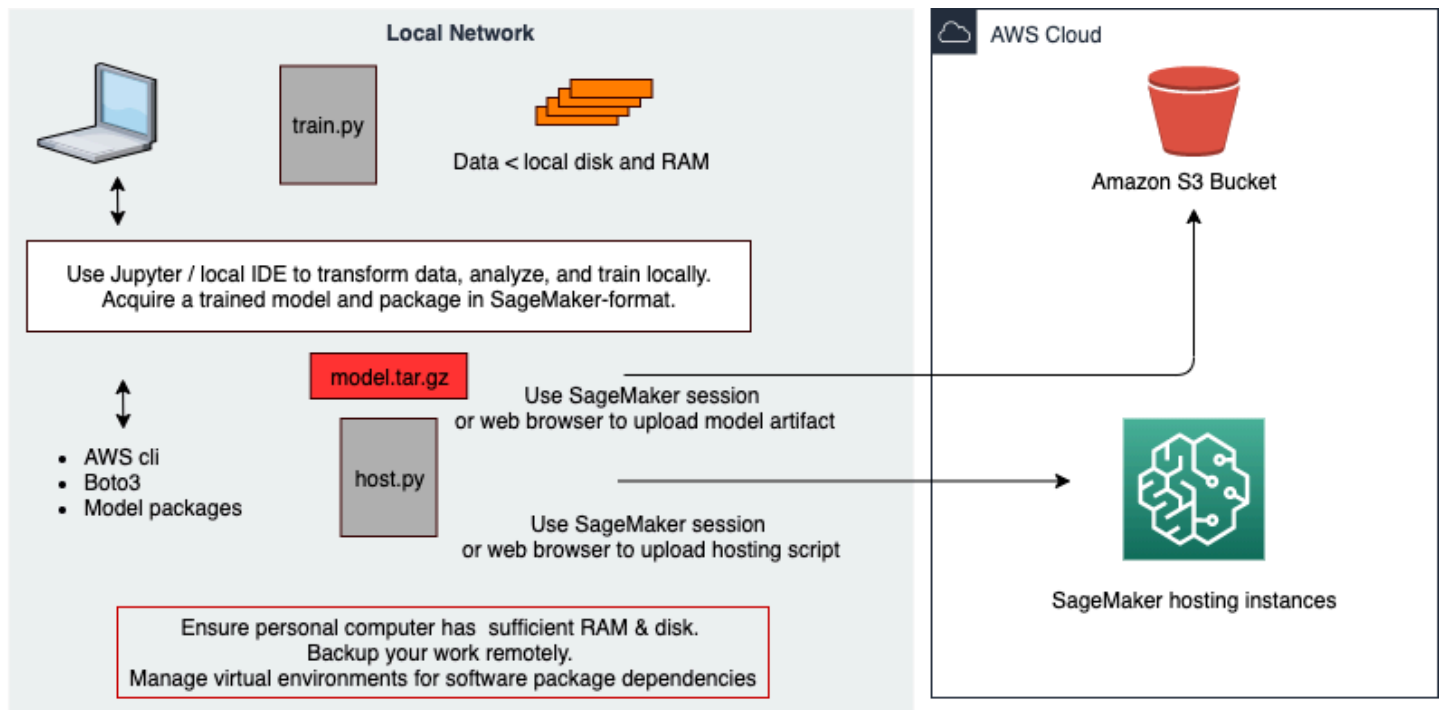 Local Network
AWS Cloud
train.py
Data < local disk and RAM
Amazon S3 Bucket
Use Jupyter / local IDE to transform data, analyze, and train locally.
Acquire a trained model and package in SageMaker-format.
model.tar.gz
Use SageMaker session
or web browser to upload model artifact
• AWS cli
• Boto3
• Model packages
host.py
Use SageMaker session
or web browser to upload hosting script
SageMaker hosting instances
Ensure personal computer has sufficient RAM & disk.
Backup your work remotely.
Manage virtual environments for software package dependencies